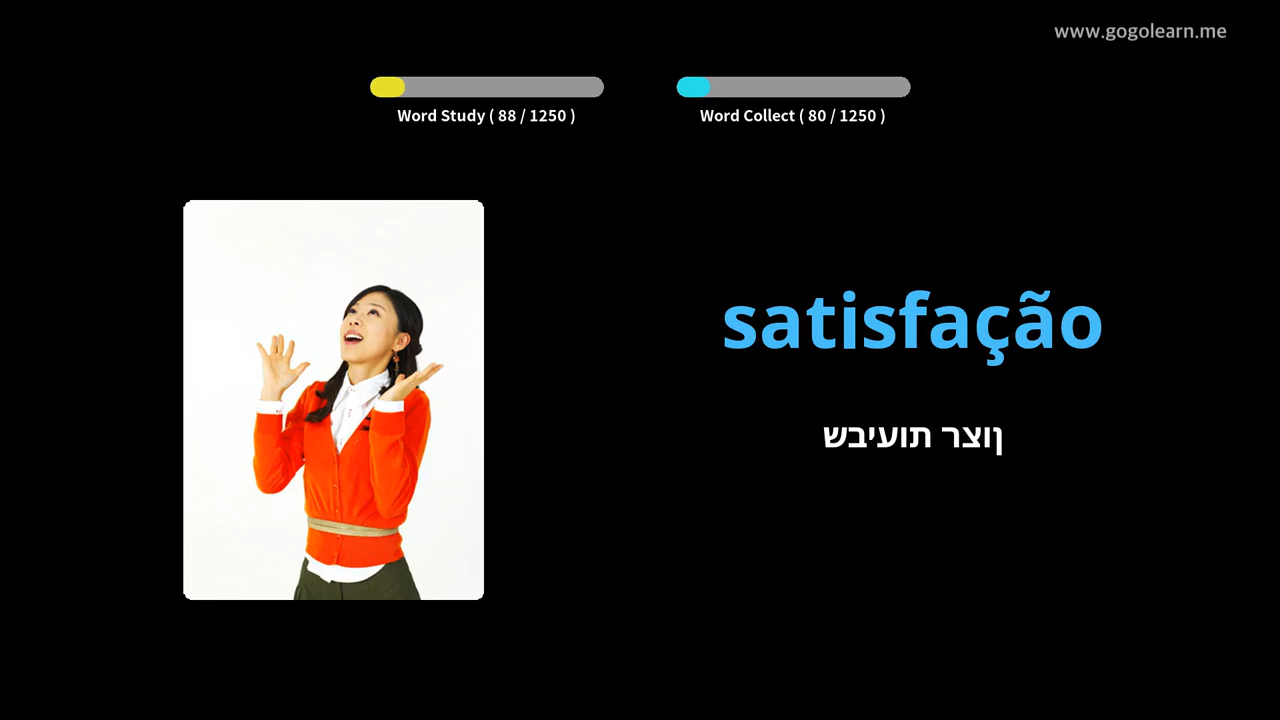 www.gogolearn.me
Word Study ( 88 / 1250 )
Word Collect ( 80 / 1250 )
satisfação
ןוצר תועיבש